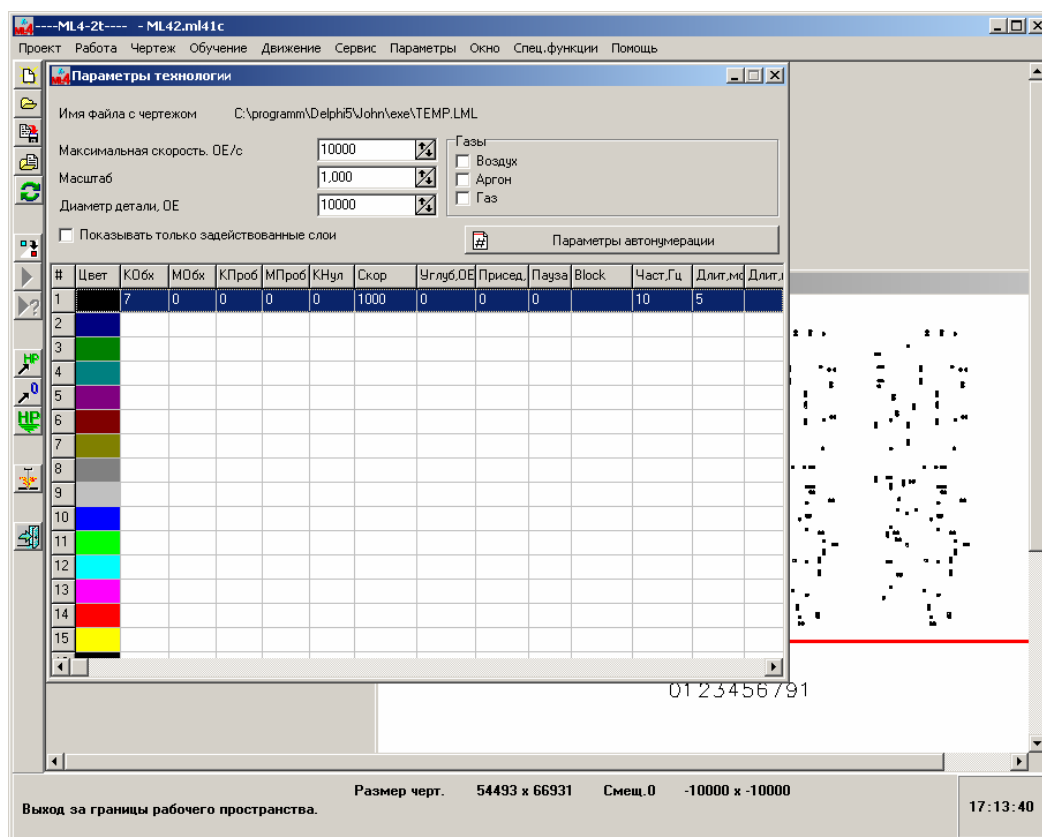 ----ML4-2t---- - ML42.ml41c
Проект Работа Чертеж Обучение Движение Сервис Параметры Окно Спец.функции Помощь
Параметры технологии
Имя файла с чертежом C:\programm\Delphi5\John\exe\TEMP.LML
Максимальная скорость. ОЕ/с 10000
Масштаб 1,000
Диаметр детали, ОЕ 10000
Газы
Воздух
Аргон
Газ
Показывать только задействованные слои
Параметры автонумерации
# Цвет КОбх МОбх КПроб МПроб КНул Скор Углуб,ОЕ Присед, Пауза Block Част,Гц Длит,мс Длит,
1 7 0 0 0 0 1000 0 0 0 10 5
2
3
4
5
6
7
8
9
10
11
12
13
14
15
HP
0
HP
0123456791
Размер черт. 54493 x 66931 Смещ.0 -10000 x -10000
Выход за границы рабочего пространства.
17:13:40